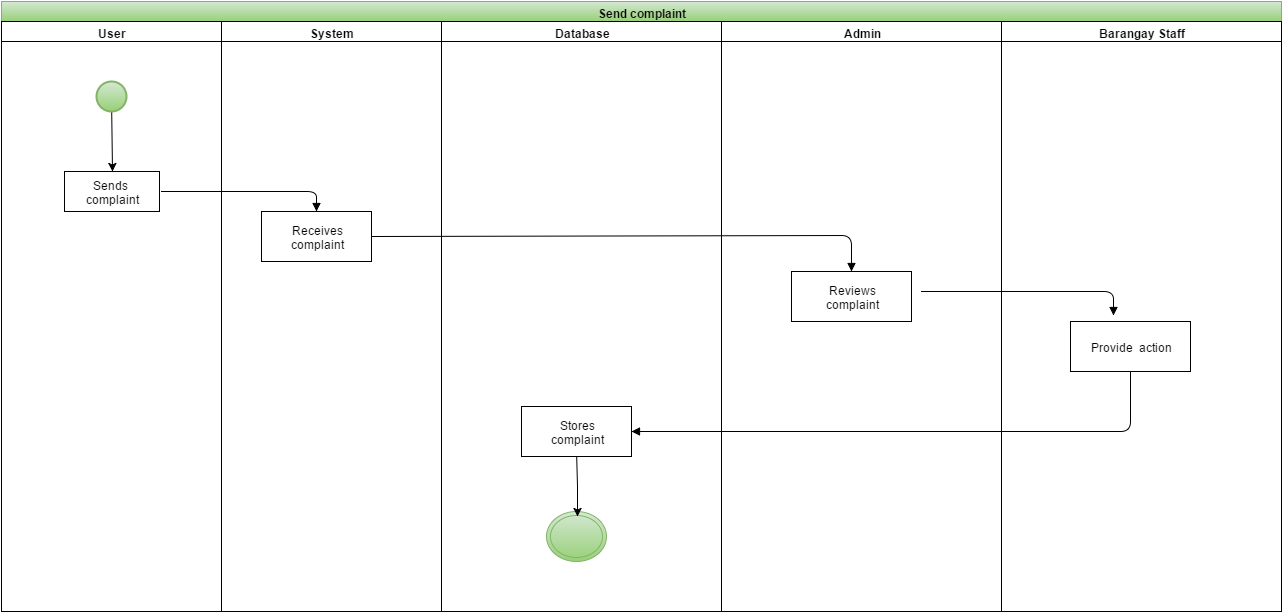 Send complaint
User
System
Database
Admin
Barangay Staff
Sends
complaint
Receives
complaint
Reviews
complaint
Provide action
Stores
complaint